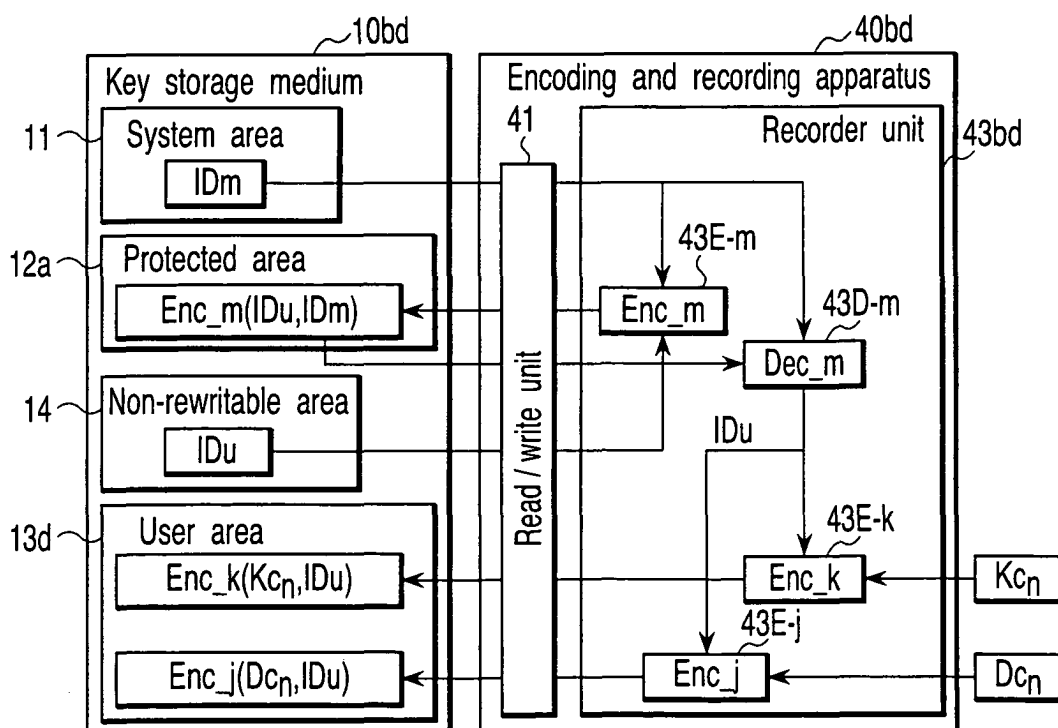 10bd
40bd
Key storage medium
Encoding and recording apparatus
11
System area
IDm
41
Recorder unit
43bd
12a
Protected area
Enc_m(IDu,IDm)
43E-m
Enc_m
43D-m
Dec_m
14
Non-rewritable area
IDu
IDu
Read / write unit
13d
User area
Enc_k(Kcn,IDu)
43E-k
Enc_k
Kcn
43E-j
Enc_j(Dcn,IDu)
Enc_j
Dcn